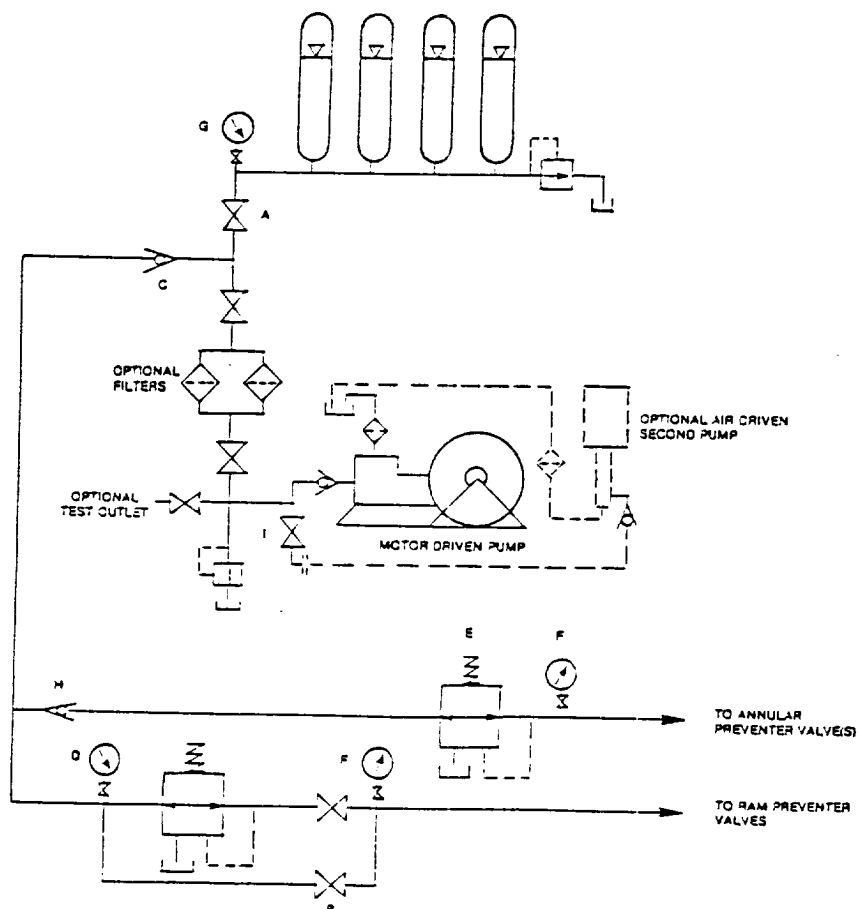 G
A
C
OPTIONAL
FILTERS
OPTIONAL AIR DRIVEN
SECOND PUMP
OPTIONAL
TEST OUTLET
I
MOTOR DRIVEN PUMP
E
F
H
TO ANNULAR
PREVENTER VALVE(S)
D
F
TO RAM PREVENTER
VALVES